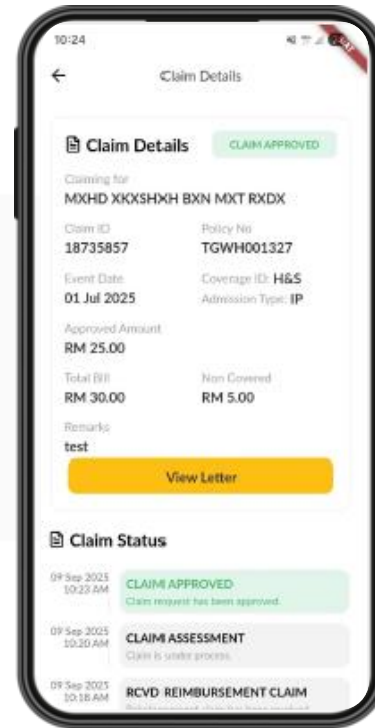 10:24
Claim Details
Claim Details
CLAIM APPROVED
Claiming for
MXHD XKXSHXH BXN MXT RXDX
Claim ID Policy No
18735857 TGWH001327
Event Date Coverage ID: H&S
01 Jul 2025 Admission Type: IP
Approved Amount
RM 25.00
Total Bill Non Covered
RM 30.00 RM 5.00
Remarks
test
View Letter
Claim Status
09 Sep 2025
10:23 AM
CLAIM APPROVED
Claim request has been approved.
09 Sep 2025
10:20 AM
CLAIM ASSESSMENT
Claim is under process.
09 Sep 2025
10:18 AM
RCVD REIMBURSEMENT CLAIM